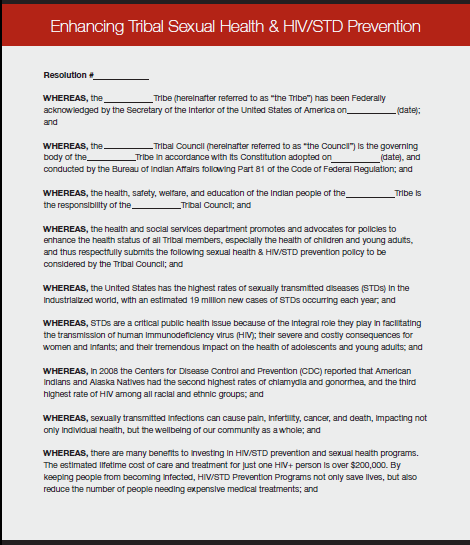 Enhancing Tribal Sexual Health & HIV/STD Prevention
Resolution #____________
WHEREAS, the __________ Tribe (hereinafter referred to as “the Tribe”) has been Federally
acknowledged by the Secretary of the Interior of the United States of America on__________ (date);
and
WHEREAS, the __________ Tribal Council (hereinafter referred to as “the Council”) is the governing
body of the __________ Tribe in accordance with its Constitution adopted on__________ (date), and
conducted by the Bureau of Indian Affairs following Part 81 of the Code of Federal Regulation; and
WHEREAS, the health, safety, welfare, and education of the Indian people of the __________ Tribe is
the responsibility of the __________ Tribal Council; and
WHEREAS, the health and social services department promotes and advocates for policies to
enhance the health status of all Tribal members, especially the health of children and young adults,
and thus respectfully submits the following sexual health & HIV/STD prevention policy to be
considered by the Tribal Council; and
WHEREAS, the United States has the highest rates of sexually transmitted diseases (STDs) in the
industrialized world, with an estimated 19 million new cases of STDs occurring each year; and
WHEREAS, STDs are a critical public health issue because of the integral role they play in facilitating
the transmission of human immunodeficiency virus (HIV); their severe and costly consequences for
women and infants; and their tremendous impact on the health of adolescents and young adults; and
WHEREAS, in 2008 the Centers for Disease Control and Prevention (CDC) reported that American
Indians and Alaska Natives had the second highest rates of chlamydia and gonorrhea, and the third
highest rate of HIV among all racial and ethnic groups; and
WHEREAS, sexually transmitted infections can cause pain, infertility, cancer, and death, impacting not
only individual health, but the wellbeing of our community as a whole; and
WHEREAS, there are many benefits to investing in HIV/STD prevention and sexual health programs.
The estimated lifetime cost of care and treatment for just one HIV+ person is over $200,000. By
keeping people from becoming infected, HIV/STD Prevention Programs not only save lives, but also
reduce the number of people needing expensive medical treatments; and